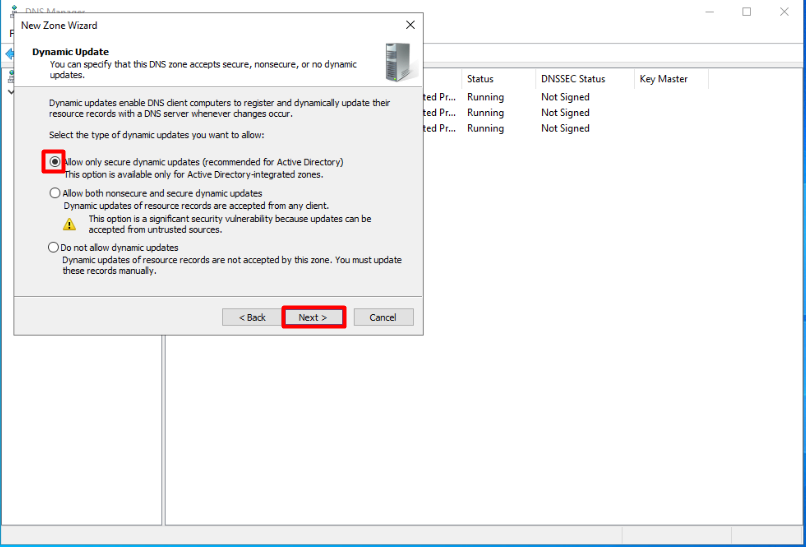 DNS Manager
New Zone Wizard
Dynamic Update
You can specify that this DNS zone accepts secure, nonsecure, or no dynamic
updates.
Dynamic updates enable DNS client computers to register and dynamically update their
resource records with a DNS server whenever changes occur.
Select the type of dynamic updates you want to allow:
Allow only secure dynamic updates (recommended for Active Directory)
This option is available only for Active Directory-integrated zones.
Allow both nonsecure and secure dynamic updates
Dynamic updates of resource records are accepted from any client.
This option is a significant security vulnerability because updates can be
accepted from untrusted sources.
Do not allow dynamic updates
Dynamic updates of resource records are not accepted by this zone. You must update
these records manually.
< Back Next > Cancel
Status DNSSEC Status Key Master
ted Pr... Running Not Signed
ted Pr... Running Not Signed
ted Pr... Running Not Signed